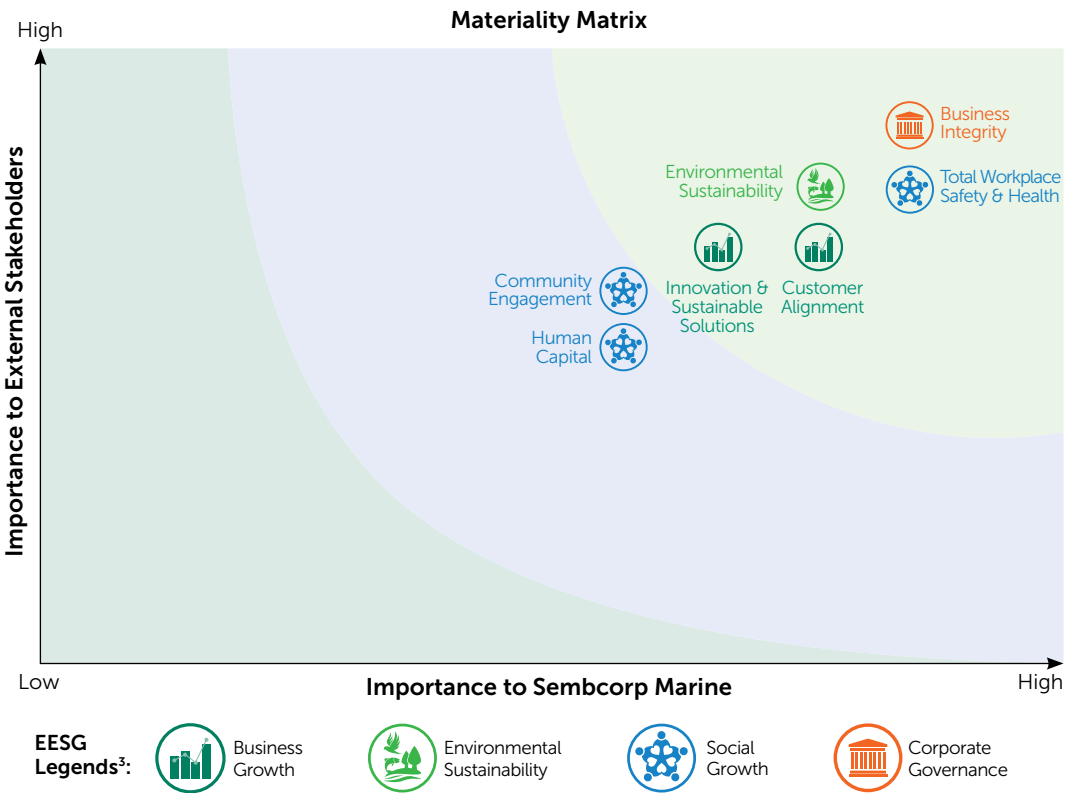 Materiality Matrix
High
Importance to External Stakeholders
Business
Integrity
Environmental
Sustainability
Total Workplace
Safety & Health
Community
Engagement
Innovation &
Sustainable
Solutions
Customer
Alignment
Human
Capital
Low
Importance to Sembcorp Marine
High
EESG
Legends³:
Business
Growth
Environmental
Sustainability
Social
Growth
Corporate
Governance